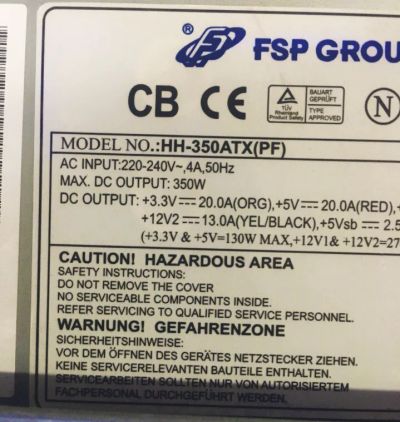 FSP GROU
CB CE
TÜV
Rheinland
Product Safety
BAUART
GEPRÜFT
TYPE
APPROVED
N
MODEL NO.:HH-350ATX(PF)
AC INPUT:220-240V~,4A,50Hz
MAX. DC OUTPUT: 350W
DC OUTPUT: +3.3V = 20.0A(ORG),+5V = 20.0A(RED),+
+12V2 = 13.0A(YEL/BLACK),+5Vsb = 2.5
(+3.3V & +5V=130W MAX,+12V1& +12V2=27
CAUTION! HAZARDOUS AREA
SAFETY INSTRUCTIONS:
DO NOT REMOVE THE COVER
NO SERVICEABLE COMPONENTS INSIDE.
REFER SERVICING TO QUALIFIED SERVICE PERSONNEL.
WARNUNG! GEFAHRENZONE
SICHERHEITSHINWEISE:
VOR DEM ÖFFNEN DES GERÄTES NETZSTECKER ZIEHEN.
KEINE SERVICERELEVANTEN BAUTEILE ENTHALTEN.
SERVICEARBEITEN SOLLTEN NUR VON AUTORISIERTEM
FACHPERSONAL DURCHGEFÜHRT WERDEN.